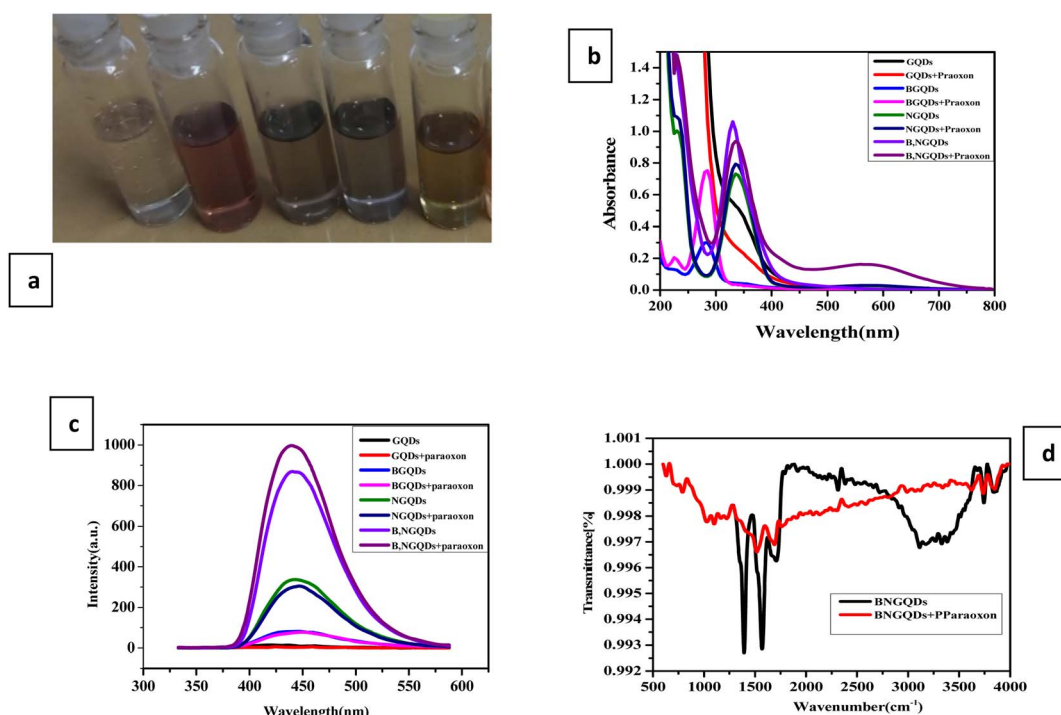 a
b
GQDs
GQDs+Praoxon
BGQDs
BGQDs+Praoxon
NGQDs
NGQDs+Praoxon
B,NGQDs
B,NGQDs+Praoxon
Absorbance
1.4
1.2
1.0
0.8
0.6
0.4
0.2
0.0
200 300 400 500 600 700 800
Wavelength(nm)
c
GQDs
GQDs+paraoxon
BGQDs
BGQDs+paraoxon
NGQDs
NGQDs+paraoxon
B,NGQDs
B,NGQDs+paraoxon
Intensity(a.u.)
1000
800
600
400
200
0
300 350 400 450 500 550 600
Wavelength(nm)
d
Transmittance[%]
1.001
1.000
0.999
0.998
0.997
0.996
0.995
0.994
0.993
0.992
BNGQDs
BNGQDs+PParaoxon
500 1000 1500 2000 2500 3000 3500 4000
Wavenumber(cm⁻¹)